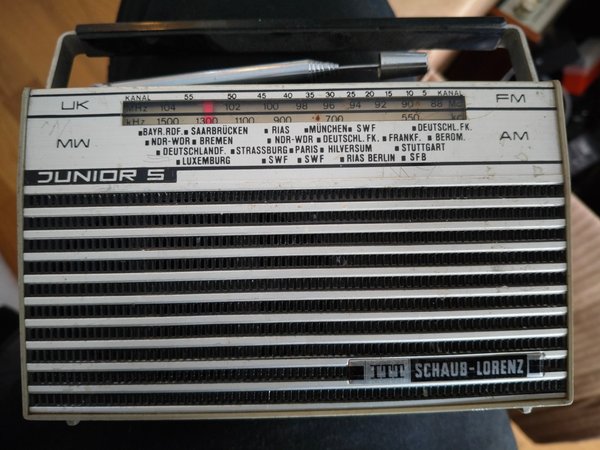 KANAL 55 50 45 40 35 30 25 20 15 10 5 KANAL
UK MHz 104 102 100 98 96 94 92 90 88 FM
kHz 1500 1300 1100 900 700 550
MW AM
BAYR.RDF. SAARBRÜCKEN RIAS MÜNCHEN SWF DEUTSCHL.FK.
NDR-WDR BREMEN NDR-WDR DEUTSCHL.FK. FRANKF. BEROM.
DEUTSCHLANDF. STRASSBURG PARIS HILVERSUM STUTTGART
LUXEMBURG SWF SWF RIAS BERLIN SFB
JUNIOR S
ITT SCHAUB-LORENZ